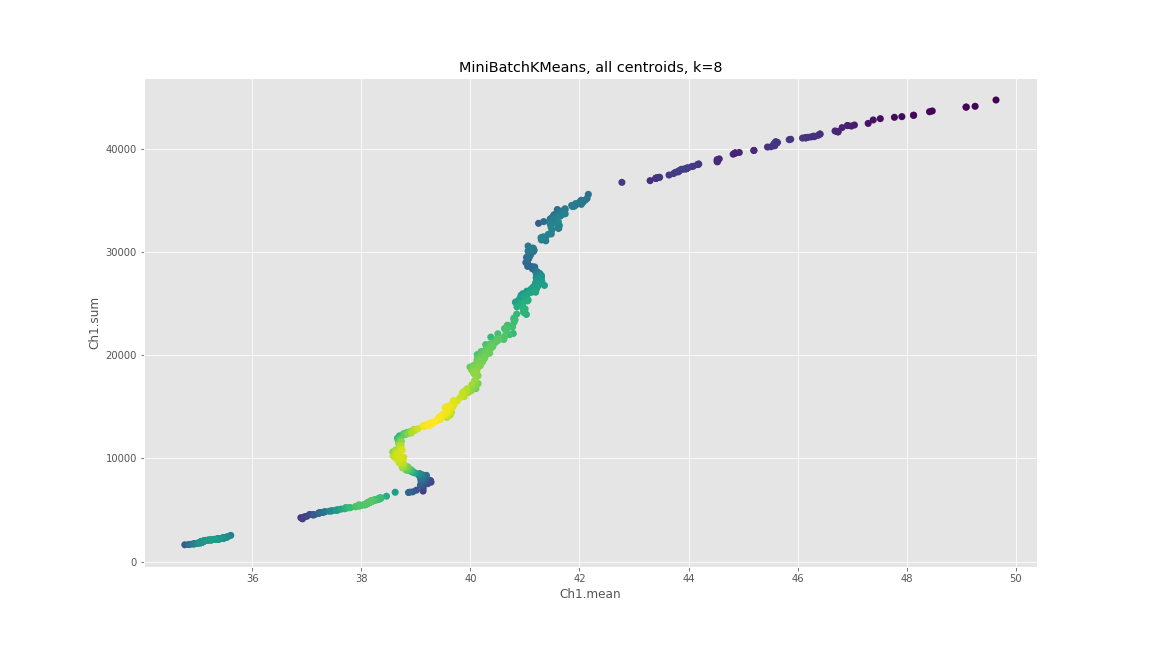 MiniBatchKMeans, all centroids, k=8
40000
30000
20000
10000
0
Ch1.sum
36 38 40 42 44 46 48 50
Ch1.mean